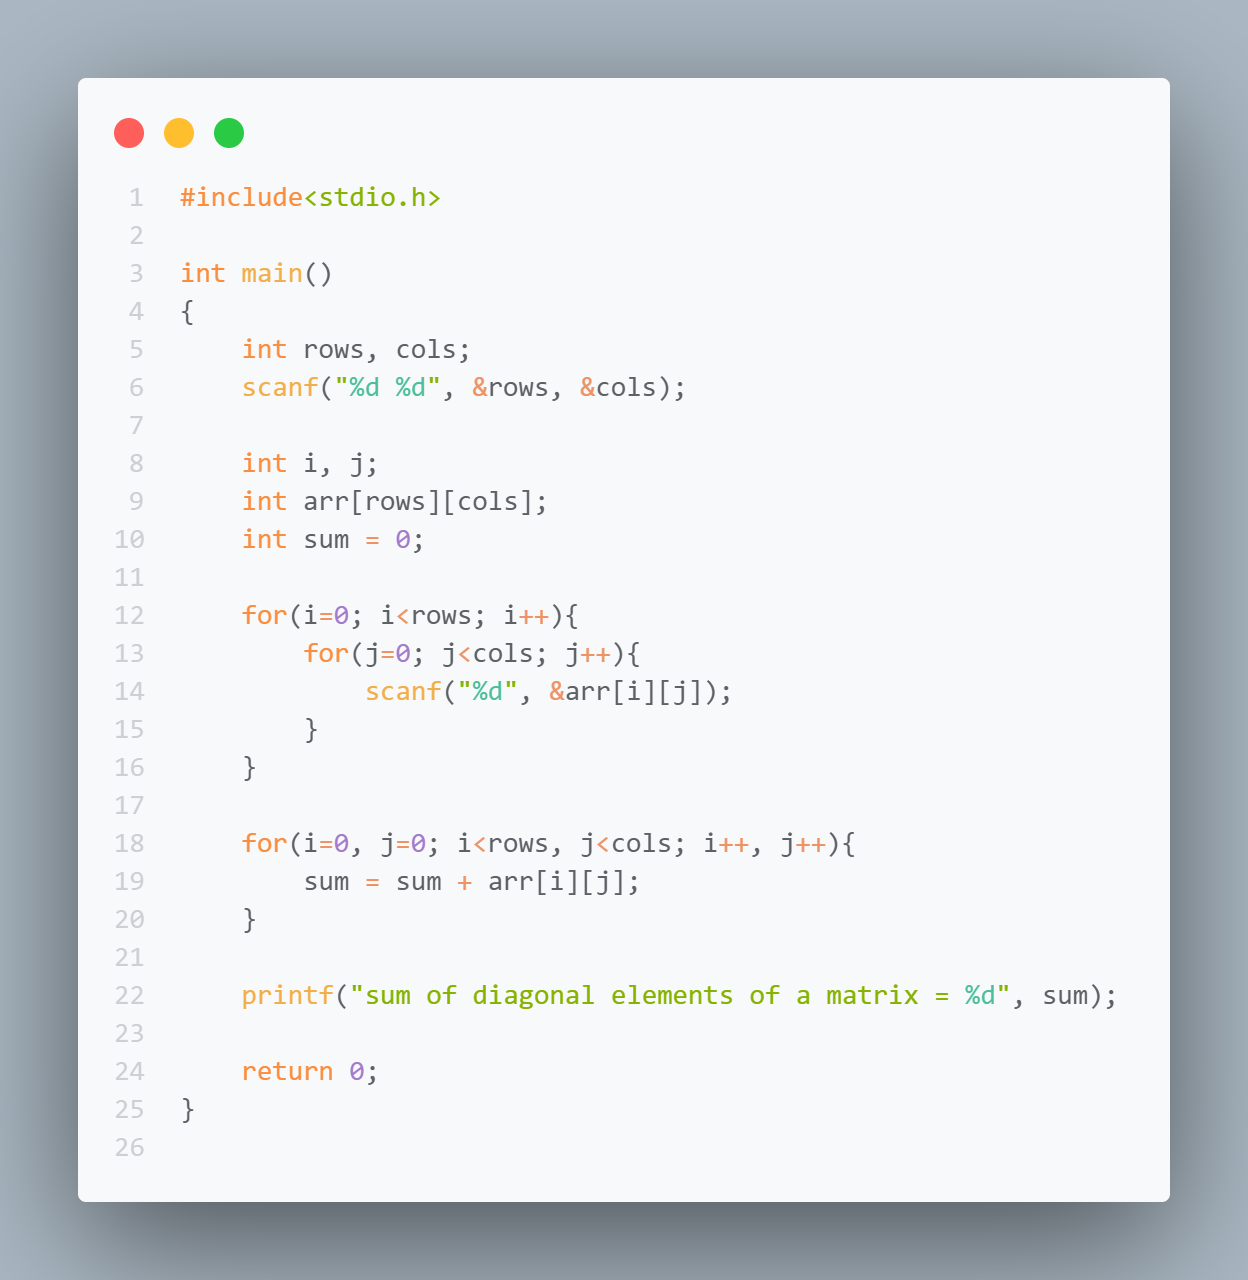 1 #include<stdio.h>
2
3 int main()
4 {
5     int rows, cols;
6     scanf("%d %d", &rows, &cols);
7
8     int i, j;
9     int arr[rows][cols];
10     int sum = 0;
11
12     for(i=0; i<rows; i++){
13         for(j=0; j<cols; j++){
14             scanf("%d", &arr[i][j]);
15         }
16     }
17
18     for(i=0, j=0; i<rows, j<cols; i++, j++){
19         sum = sum + arr[i][j];
20     }
21
22     printf("sum of diagonal elements of a matrix = %d", sum);
23
24     return 0;
25 }
26